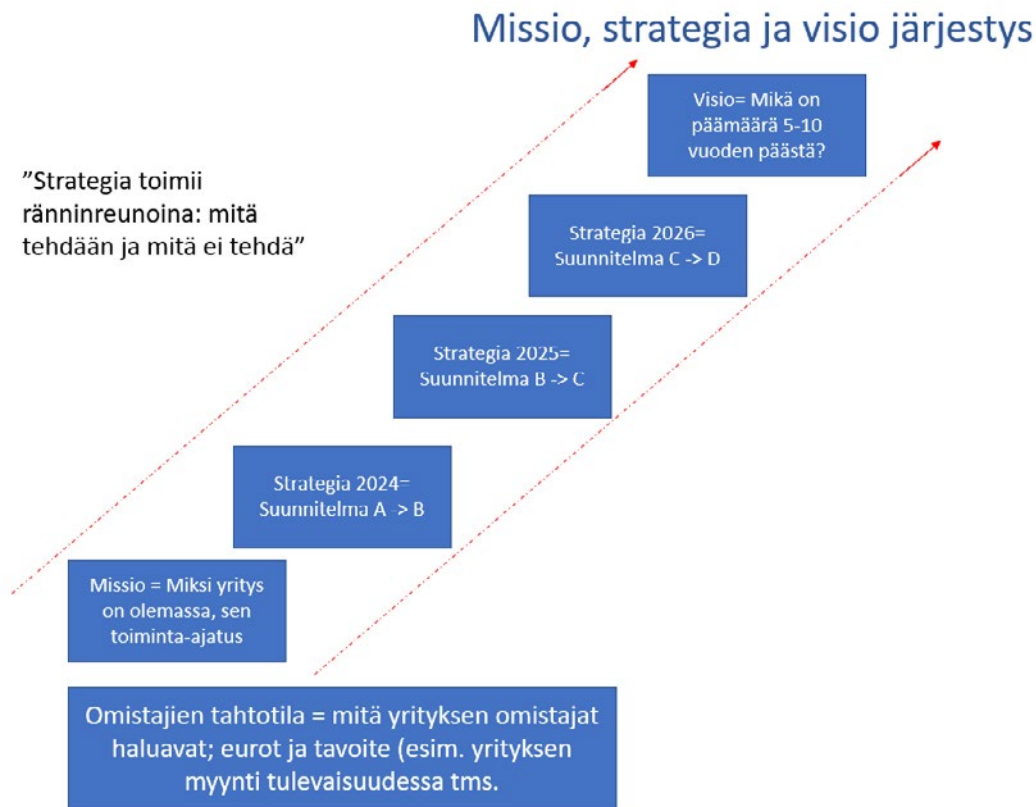 Missio, strategia ja visio järjestys
Visio= Mikä on
päämäärä 5-10
vuoden päästä?
”Strategia toimii
ränninreunoina: mitä
tehdään ja mitä ei tehdä”
Strategia 2026=
Suunnitelma C -> D
Strategia 2025=
Suunnitelma B -> C
Strategia 2024=
Suunnitelma A -> B
Missio = Miksi yritys
on olemassa, sen
toiminta-ajatus
Omistajien tahtotila = mitä yrityksen omistajat
haluavat; eurot ja tavoite (esim. yrityksen
myynti tulevaisuudessa tms.